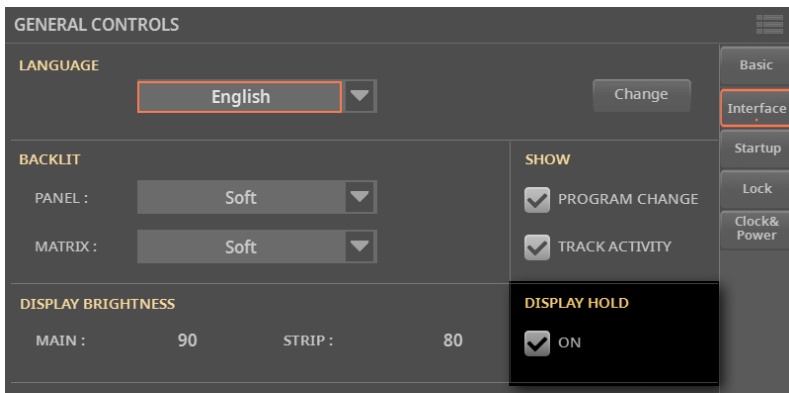 GENERAL CONTROLS
LANGUAGE
English
Change
BACKLIT
PANEL :
Soft
MATRIX :
Soft
SHOW
PROGRAM CHANGE
TRACK ACTIVITY
DISPLAY BRIGHTNESS
MAIN :
90
STRIP :
80
DISPLAY HOLD
ON
Basic
Interface
Startup
Lock
Clock&
Power